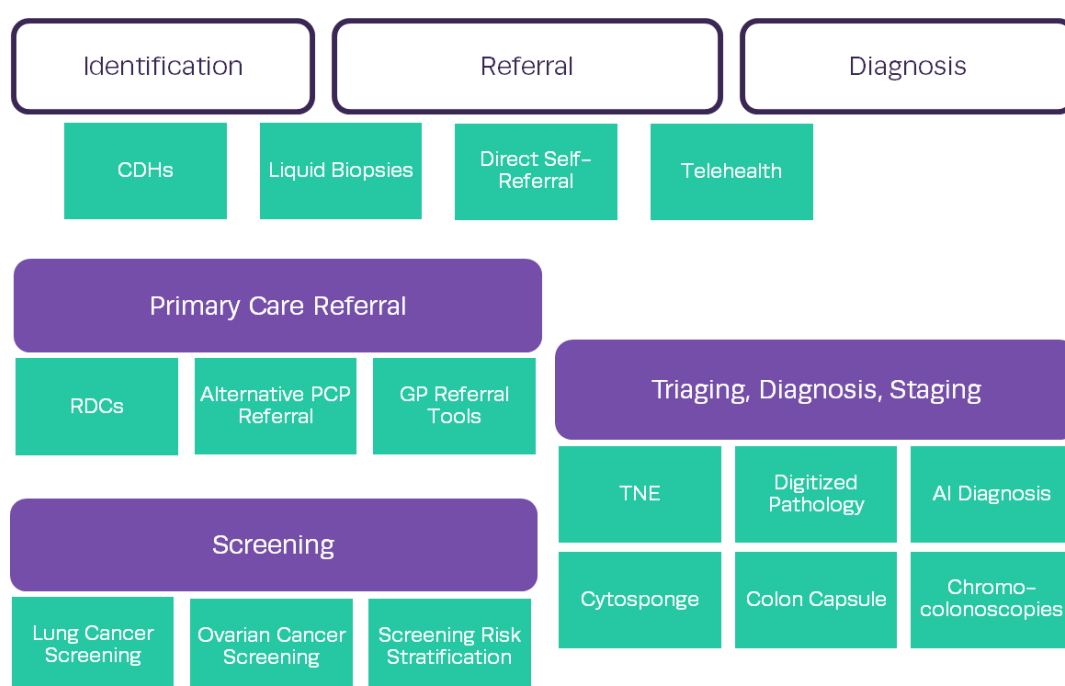 Identification
Referral
Diagnosis
CDHs
Liquid Biopsies
Direct Self-
Referral
Telehealth
Primary Care Referral
RDCs
Alternative PCP
Referral
GP Referral
Tools
Screening
Lung Cancer
Screening
Ovarian Cancer
Screening
Screening Risk
Stratification
Triaging, Diagnosis, Staging
TNE
Digitized
Pathology
AI Diagnosis
Cytosponge
Colon Capsule
Chromo-
colonoscopies